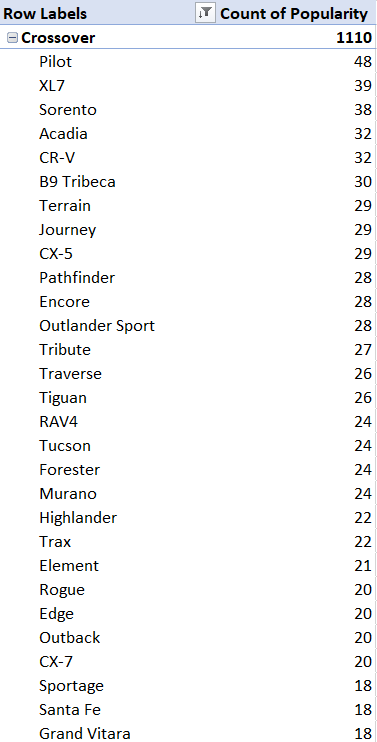 Row Labels Count of Popularity
Crossover 1110
Pilot 48
XL7 39
Sorento 38
Acadia 32
CR-V 32
B9 Tribeca 30
Terrain 29
Journey 29
CX-5 29
Pathfinder 28
Encore 28
Outlander Sport 28
Tribute 27
Traverse 26
Tiguan 26
RAV4 24
Tucson 24
Forester 24
Murano 24
Highlander 22
Trax 22
Element 21
Rogue 20
Edge 20
Outback 20
CX-7 20
Sportage 18
Santa Fe 18
Grand Vitara 18